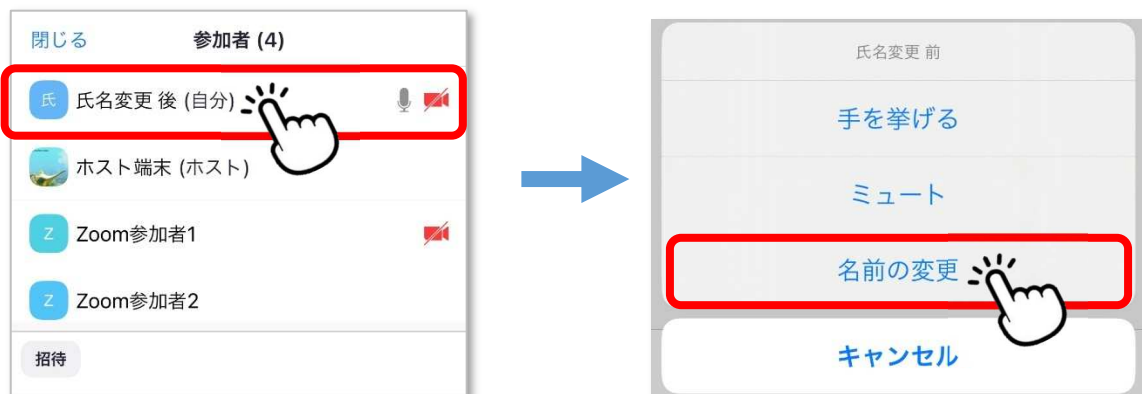 閉じる 参加者 (4)
氏 氏名変更 後 (自分)
ホスト端末 (ホスト)
Z Zoom参加者1
Z Zoom参加者2
招待
氏名変更 前
手を挙げる
ミュート
名前の変更
キャンセル